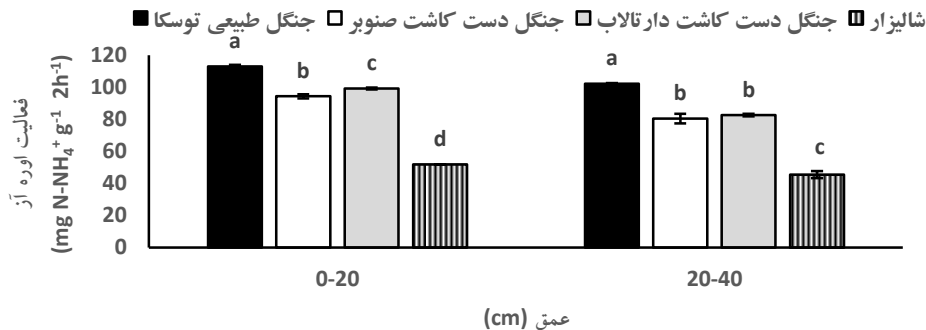 جنگل طبیعی توسکا جنگل دست کاشت صنوبر جنگل دست کاشت دارتالاب شالیزار
a b c d a b b c
120
100
80
60
40
20
0
فعالیت اوره آز
(mg N-NH₄⁺ g⁻¹ 2h⁻¹)
0-20 20-40
عمق (cm)